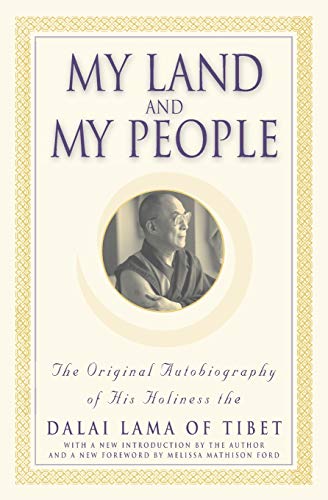 MY LAND
AND
MY PEOPLE
The Original Autobiography
of His Holiness the
DALAI LAMA OF TIBET
WITH A NEW INTRODUCTION BY THE AUTHOR
AND A NEW FOREWORD BY MELISSA MATHISON FORD